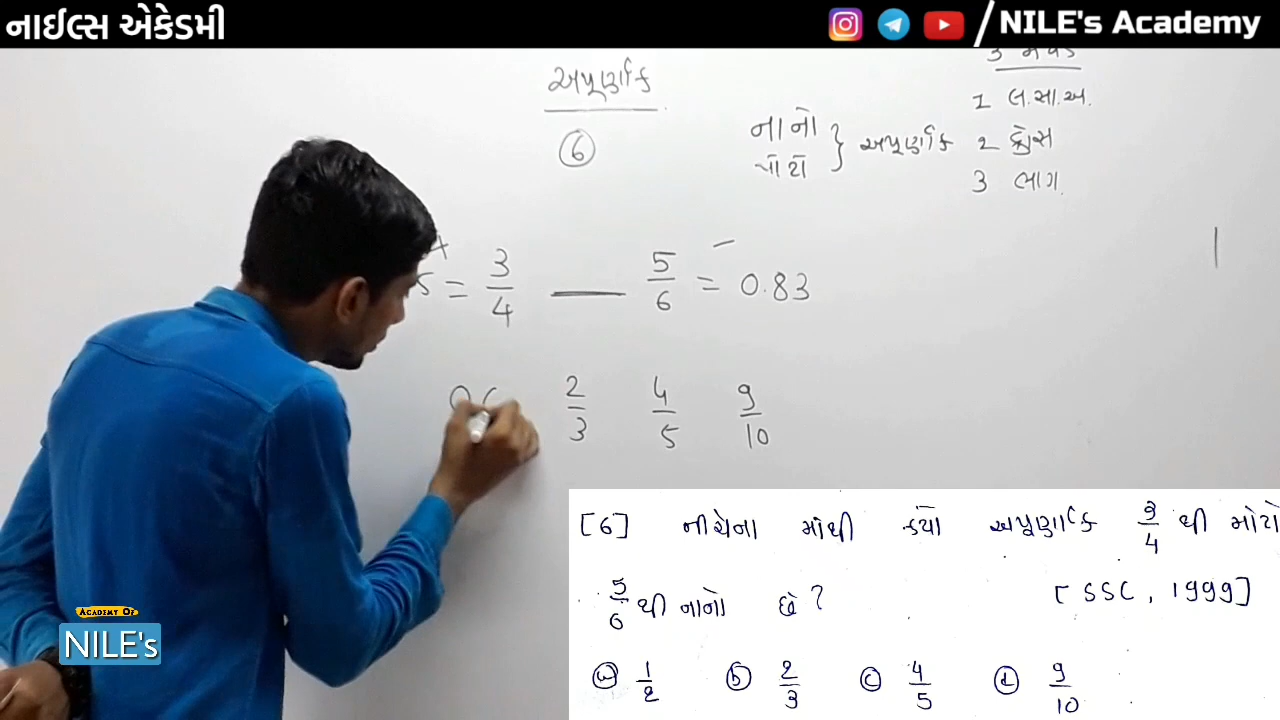 નાઈલ્સ એકેડમી
/NILE's Academy
અપૂર્ણાંક
6
નાનો
મોટો
} અપૂર્ણાંક
1 લ.સા.અ.
2 ક્રોસ
3 ભાગ.
= 3/4 — 5/6 = 0.83
2/3 4/5 9/10
[6] નીચેના માંથી કયો અપૂર્ણાંક 3/4 થી મોટો
5/6 થી નાનો છે ? [SSC, 1999]
(a) 1/2 (b) 2/3 (c) 4/5 (d) 9/10
ACADEMY OF
NILE's